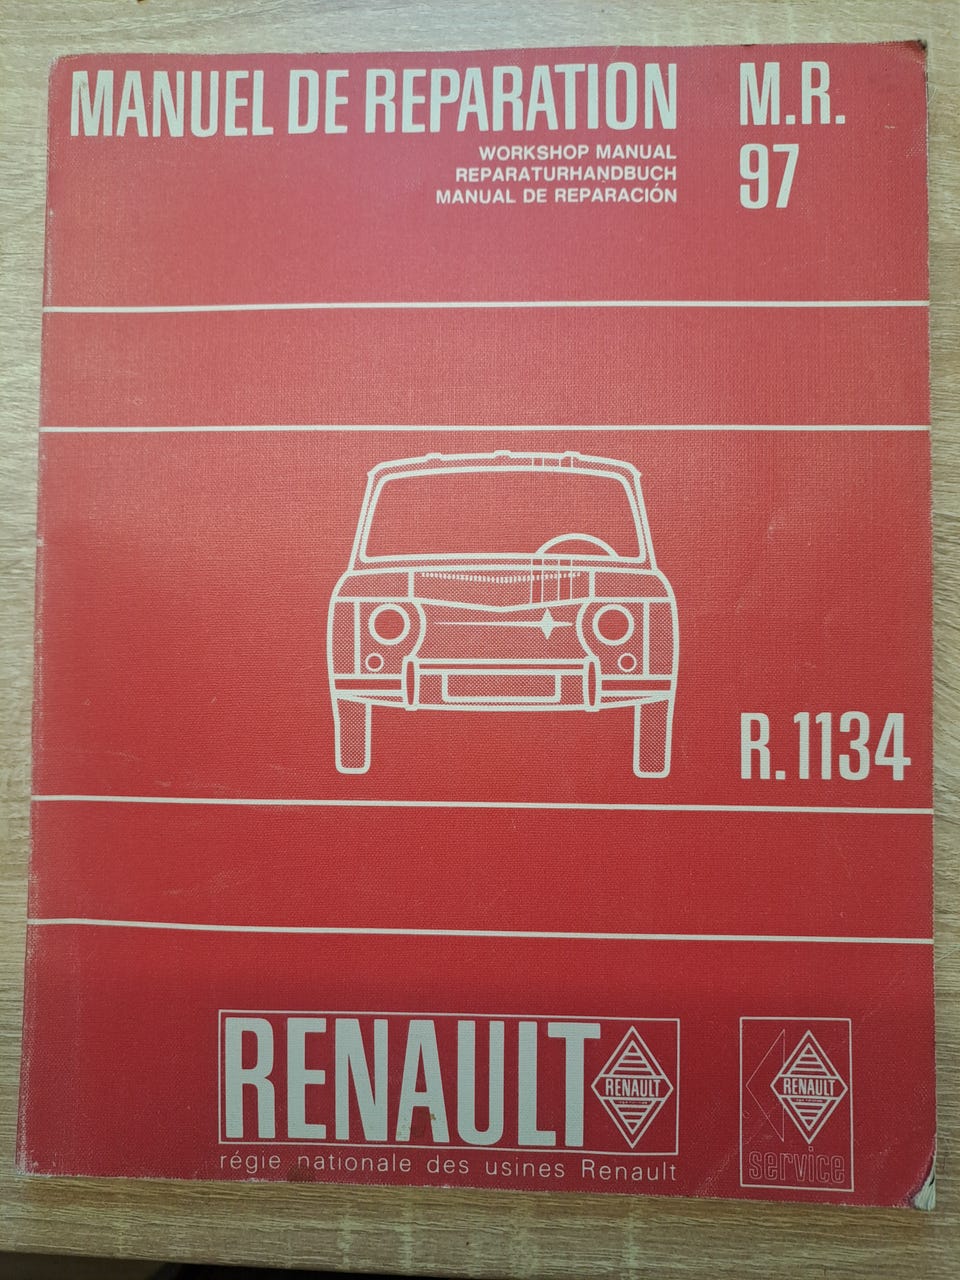 MANUEL DE REPARATION
WORKSHOP MANUAL
REPARATURHANDBUCH
MANUAL DE REPARACIÓN
M.R.
97
R.1134
RENAULT
RENAULT
régie nationale des usines Renault
RENAULT
service